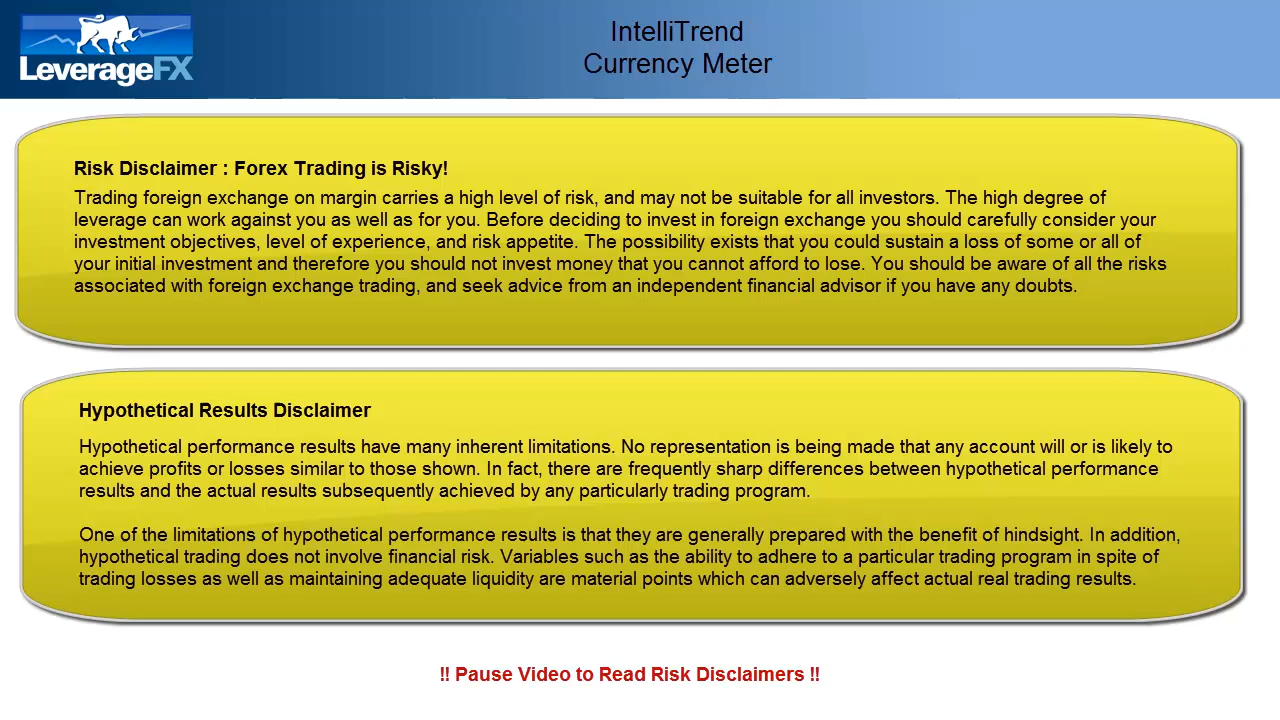 LeverageFX
IntelliTrend
Currency Meter
Risk Disclaimer : Forex Trading is Risky!
Trading foreign exchange on margin carries a high level of risk, and may not be suitable for all investors. The high degree of
leverage can work against you as well as for you. Before deciding to invest in foreign exchange you should carefully consider your
investment objectives, level of experience, and risk appetite. The possibility exists that you could sustain a loss of some or all of
your initial investment and therefore you should not invest money that you cannot afford to lose. You should be aware of all the risks
associated with foreign exchange trading, and seek advice from an independent financial advisor if you have any doubts.
Hypothetical Results Disclaimer
Hypothetical performance results have many inherent limitations. No representation is being made that any account will or is likely to
achieve profits or losses similar to those shown. In fact, there are frequently sharp differences between hypothetical performance
results and the actual results subsequently achieved by any particularly trading program.
One of the limitations of hypothetical performance results is that they are generally prepared with the benefit of hindsight. In addition,
hypothetical trading does not involve financial risk. Variables such as the ability to adhere to a particular trading program in spite of
trading losses as well as maintaining adequate liquidity are material points which can adversely affect actual real trading results.
!! Pause Video to Read Risk Disclaimers !!